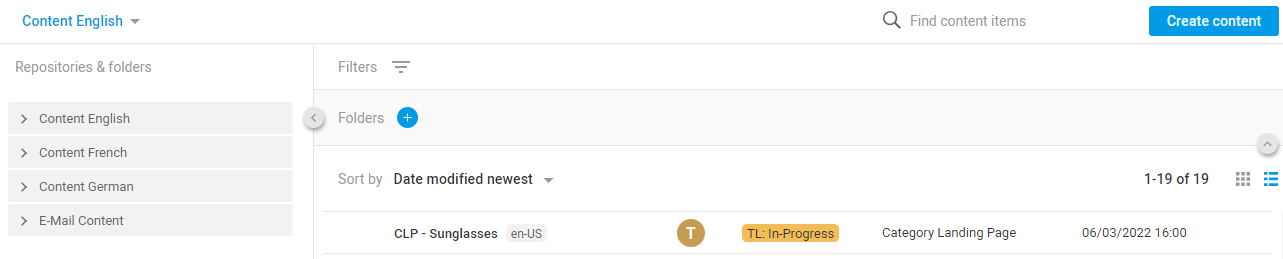 Content English
Find content items
Create content
Repositories & folders
Filters
Content English
Content French
Content German
E-Mail Content
Folders
Sort by Date modified newest
1-19 of 19
CLP - Sunglasses en-US T TL: In-Progress Category Landing Page 06/03/2022 16:00